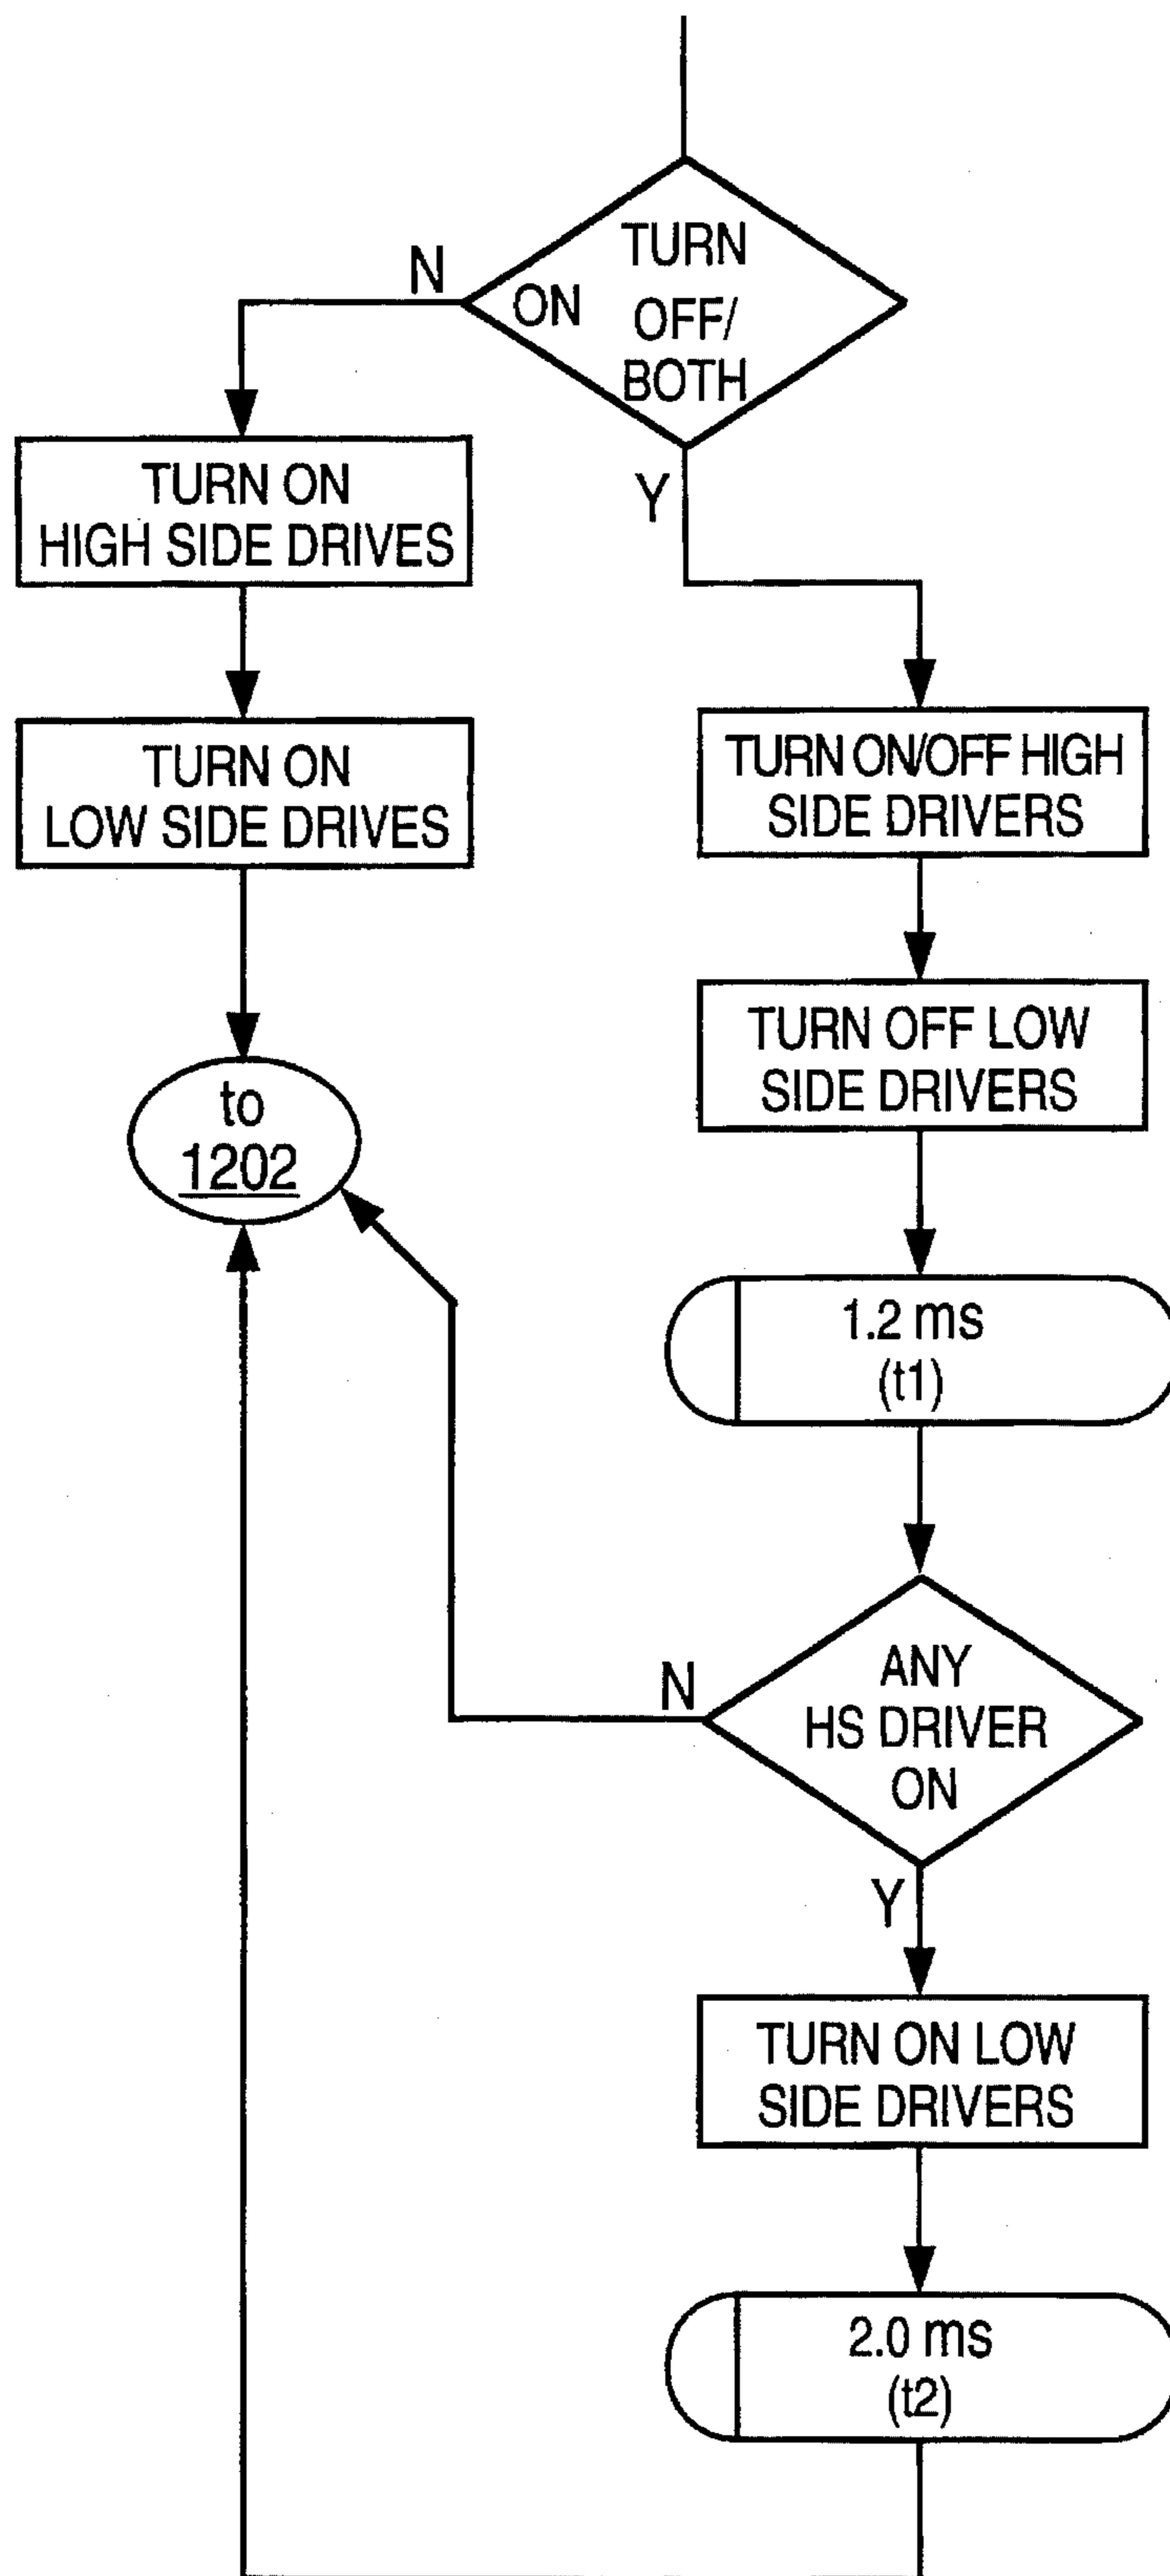 TURN
N
ON
OFF/
BOTH
Y
TURN ON
HIGH SIDE DRIVES
TURN ON
LOW SIDE DRIVES
to
1202
TURN ON/OFF HIGH
SIDE DRIVERS
TURN OFF LOW
SIDE DRIVERS
1.2 ms
(t1)
N
ANY
HS DRIVER
ON
Y
TURN ON LOW
SIDE DRIVERS
2.0 ms
(t2)